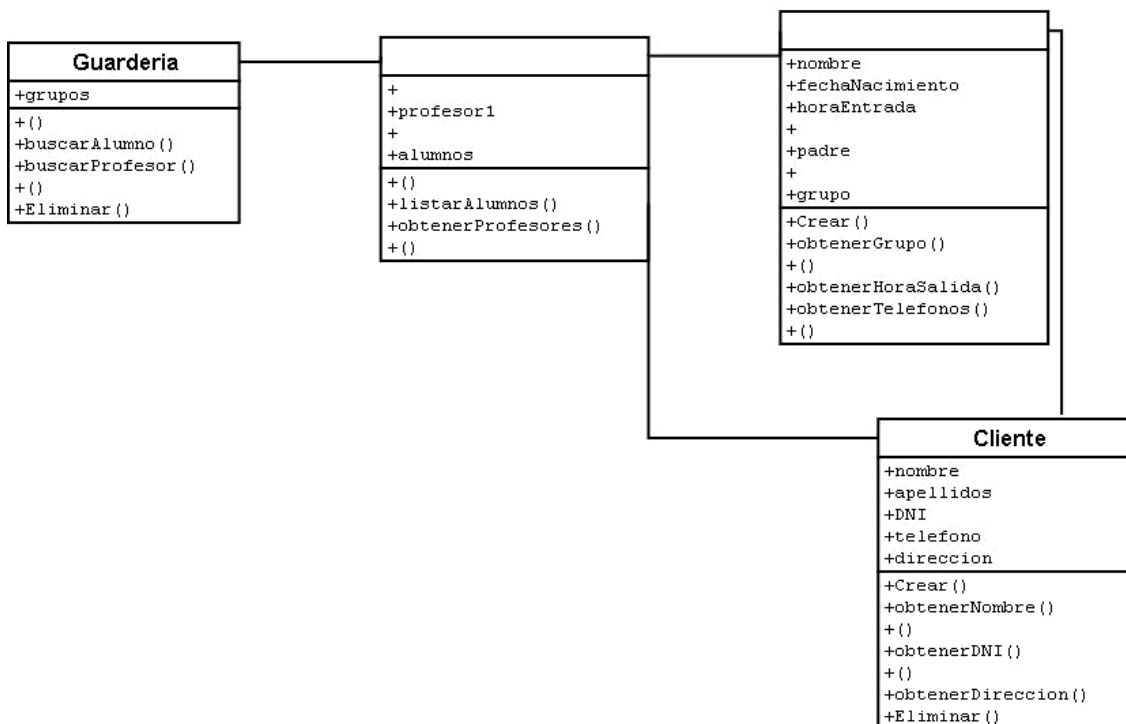 Guarderia
+grupos
+()
+buscarAlumno()
+buscarProfesor()
+()
+Eliminar()
+
+profesor1
+
+alumnos
+()
+listarAlumnos()
+obtenerProfesores()
+()
+nombre
+fechaNacimiento
+horaEntrada
+
+padre
+
+grupo
+Crear()
+obtenerGrupo()
+()
+obtenerHoraSalida()
+obtenerTelefonos()
+()
Cliente
+nombre
+apellidos
+DNI
+telefono
+direccion
+Crear()
+obtenerNombre()
+()
+obtenerDNI()
+()
+obtenerDireccion()
+Eliminar()